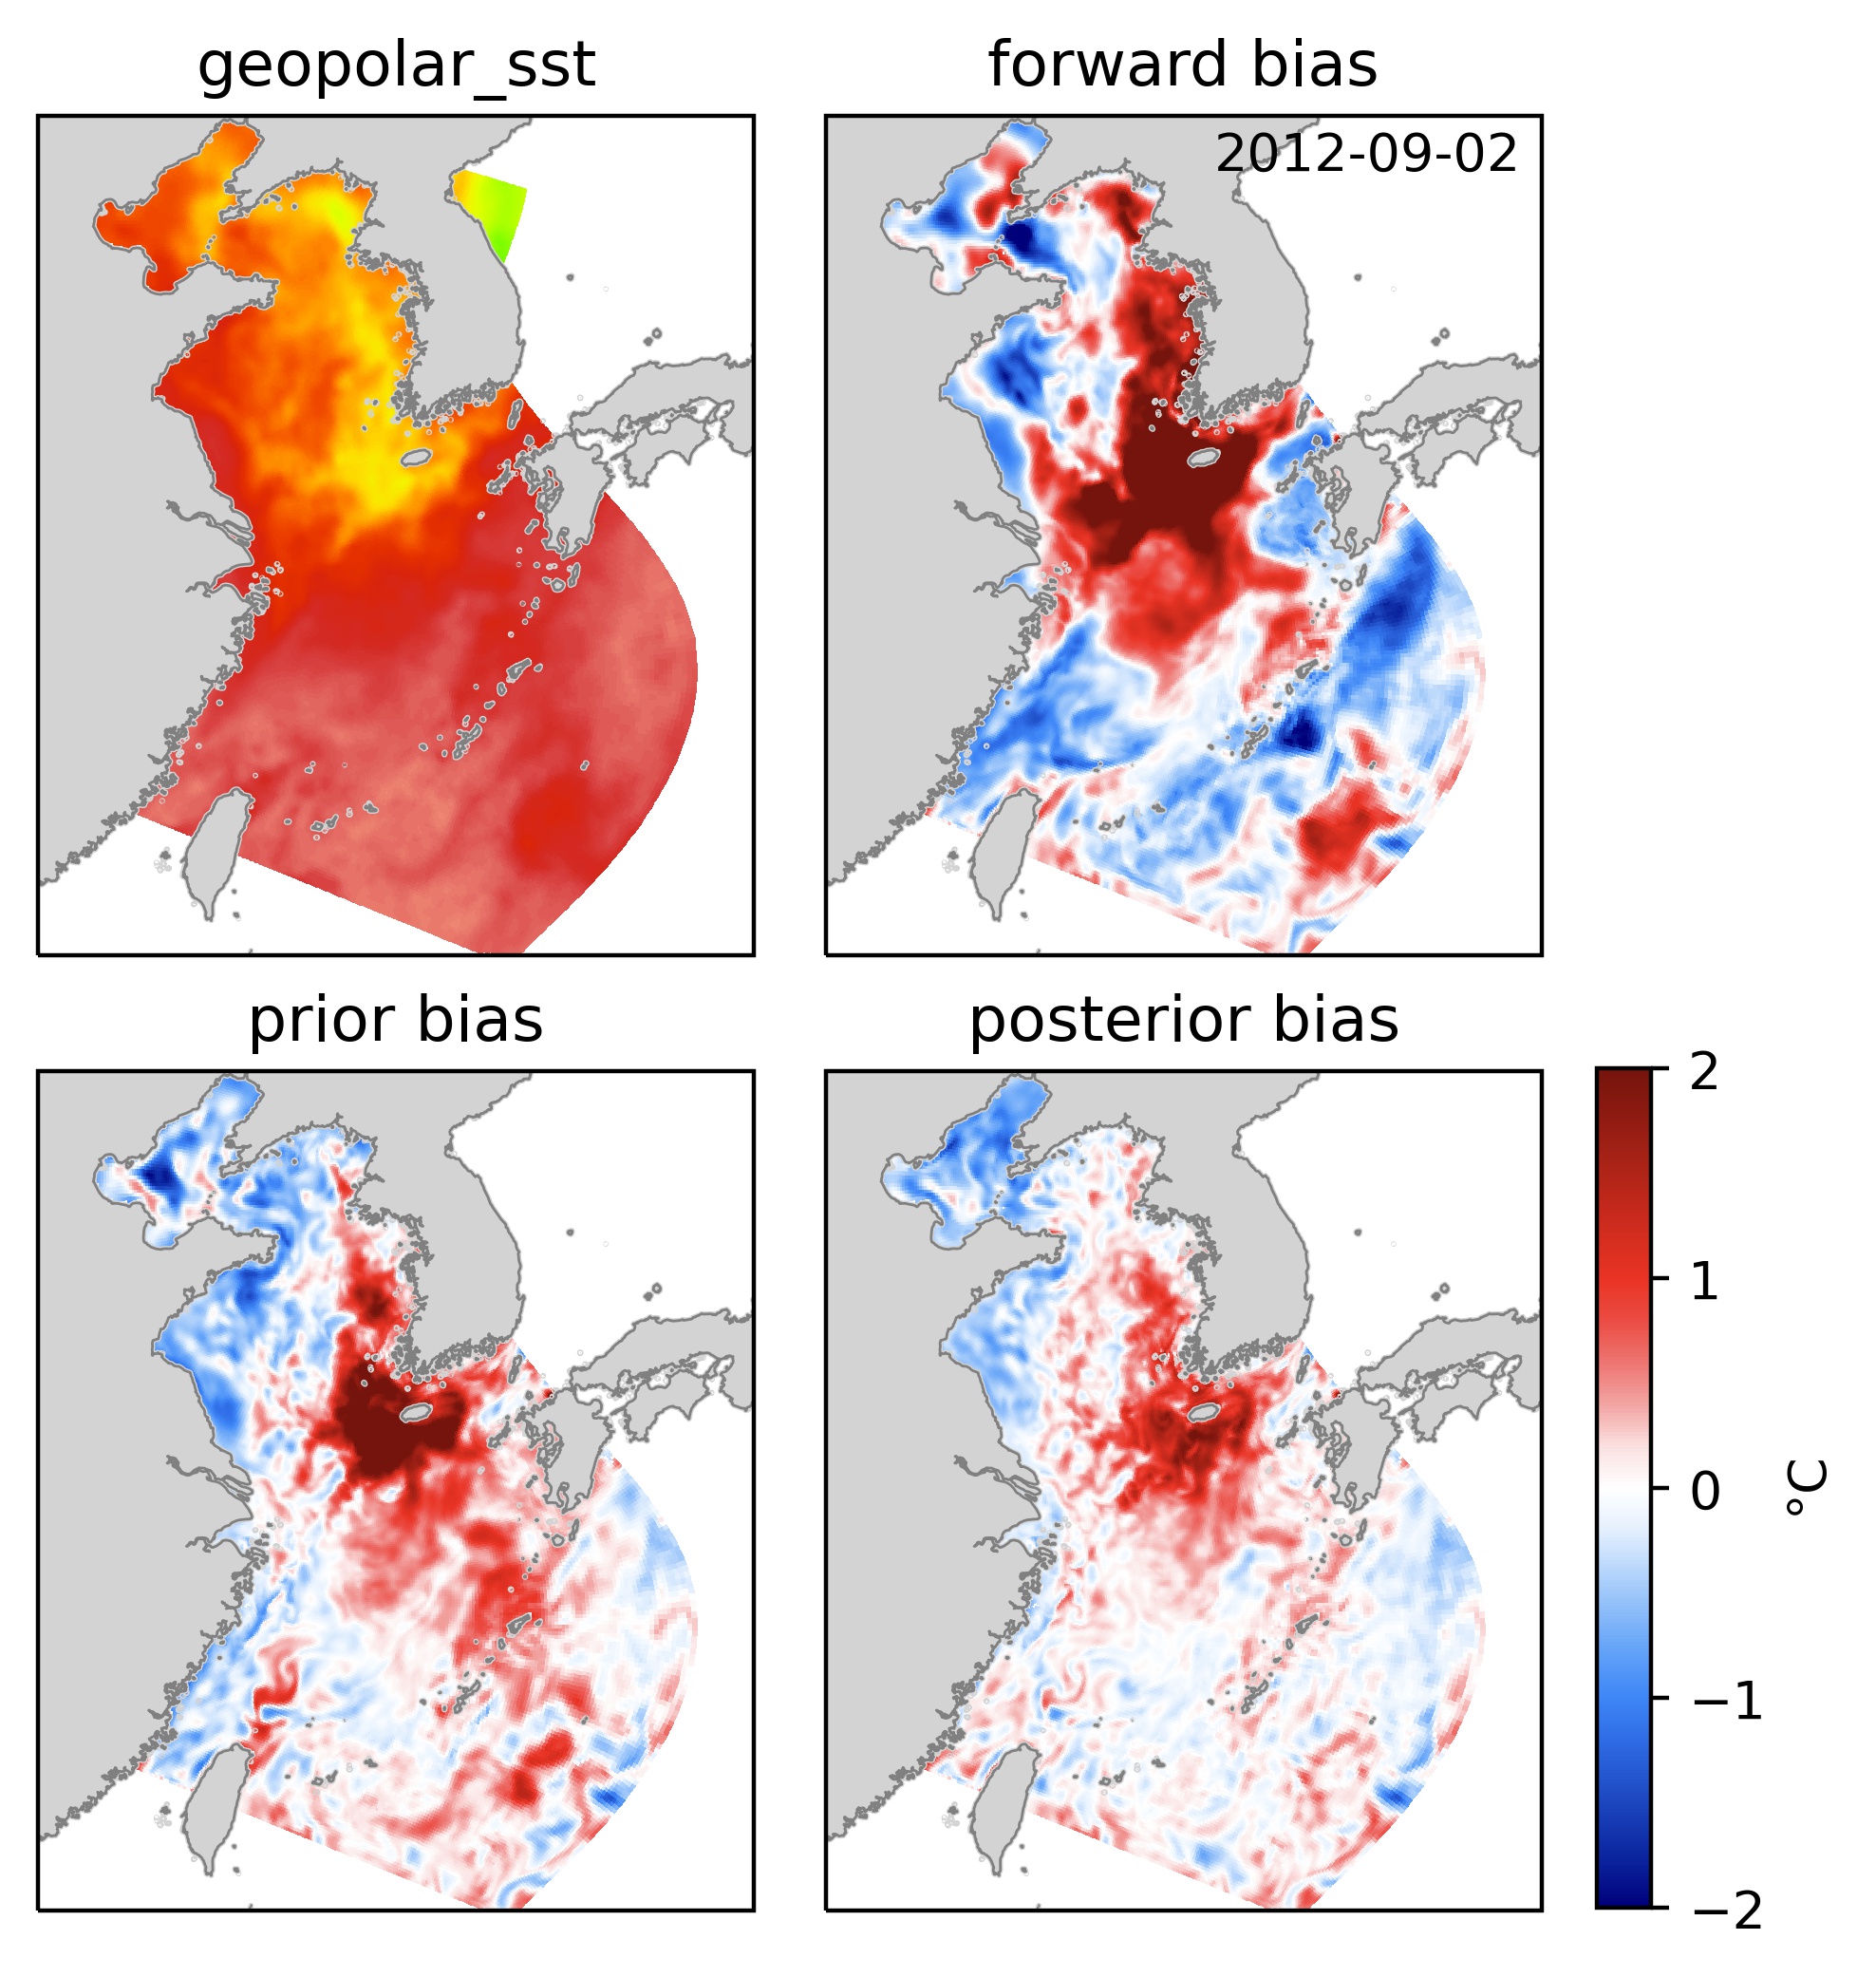 geopolar_sst
forward bias
2012-09-02
prior bias
posterior bias
2
1
0
−1
−2
°C